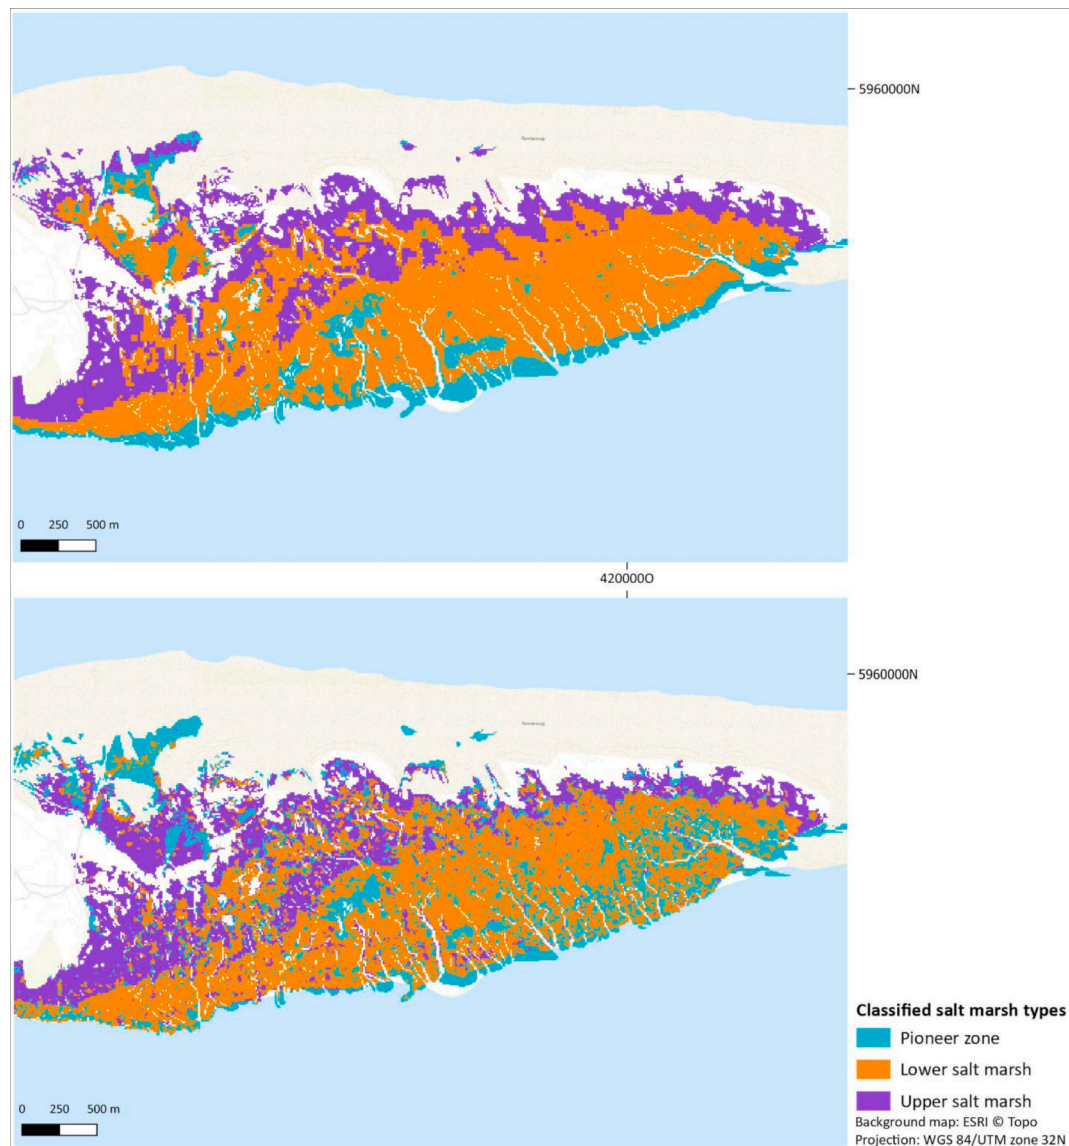 5960000N
0 250 500 m
420000O
5960000N
0 250 500 m
Classified salt marsh types
Pioneer zone
Lower salt marsh
Upper salt marsh
Background map: ESRI © Topo
Projection: WGS 84/UTM zone 32N